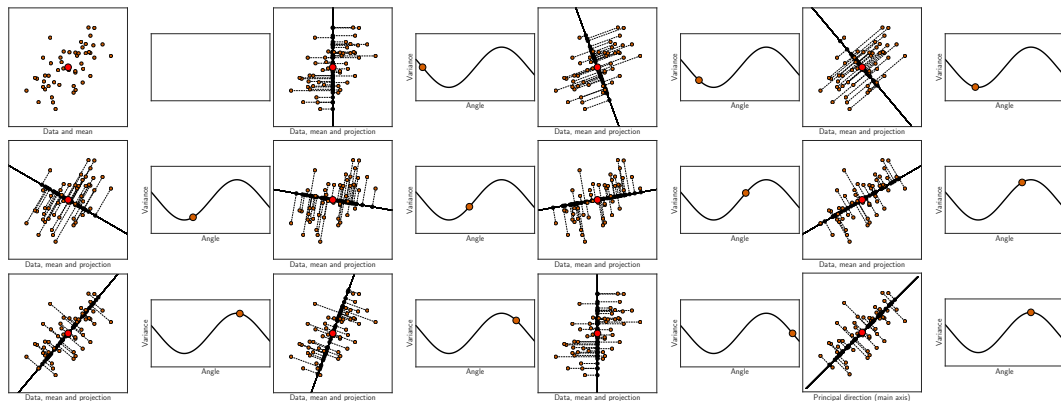 Data and mean
Data, mean and projection
Variance
Angle
Data, mean and projection
Variance
Angle
Data, mean and projection
Variance
Angle
Data, mean and projection
Variance
Angle
Data, mean and projection
Variance
Angle
Data, mean and projection
Variance
Angle
Data, mean and projection
Variance
Angle
Data, mean and projection
Variance
Angle
Data, mean and projection
Variance
Angle
Data, mean and projection
Variance
Angle
Principal direction (main axis)
Variance
Angle